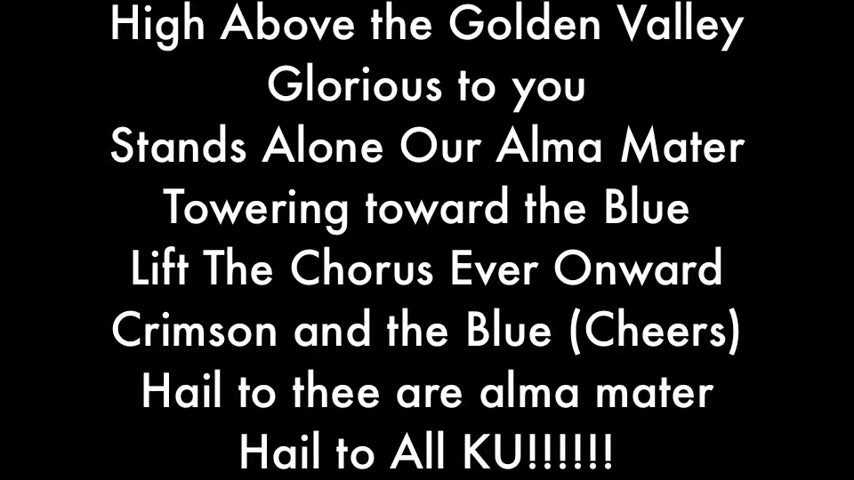 High Above the Golden Valley
Glorious to you
Stands Alone Our Alma Mater
Towering toward the Blue
Lift The Chorus Ever Onward
Crimson and the Blue (Cheers)
Hail to thee are alma mater
Hail to All KU!!!!!!